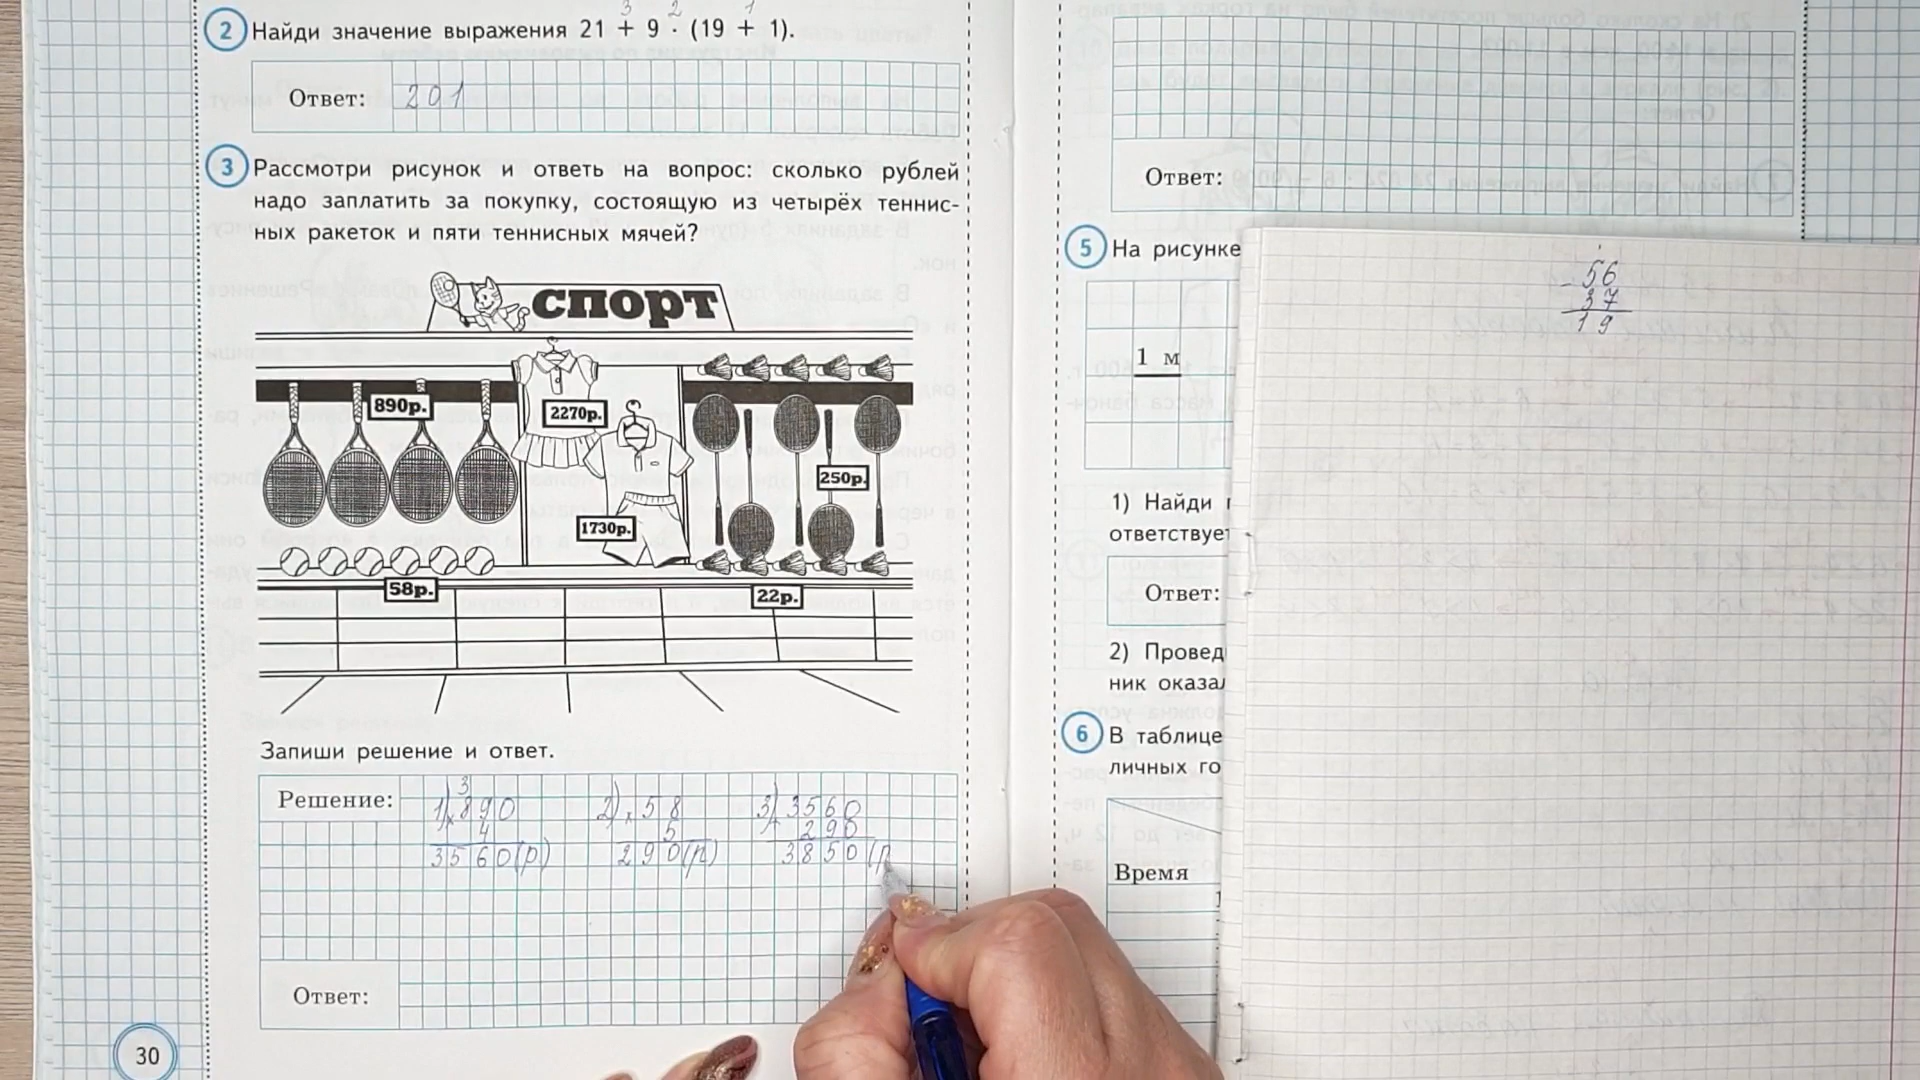 3 2 1
2 Найди значение выражения 21 + 9 · (19 + 1).
Ответ: 201
3 Рассмотри рисунок и ответь на вопрос: сколько рублей
надо заплатить за покупку, состоящую из четырёх теннис-
ных ракеток и пяти теннисных мячей?
спорт
890р.
2270р.
250р.
1730р.
58р.
22р.
Запиши решение и ответ.
3
Решение: 1) × 890 2) × 58 3) + 3560
4 5 290
3560(р) 290(р) 3850(р
Ответ:
30
Ответ:
5 На рисунке
1 м
1) Найди
ответствует
Ответ:
2) Провед
ник оказал
6 В таблице
личных го
Время
- 56
37
19